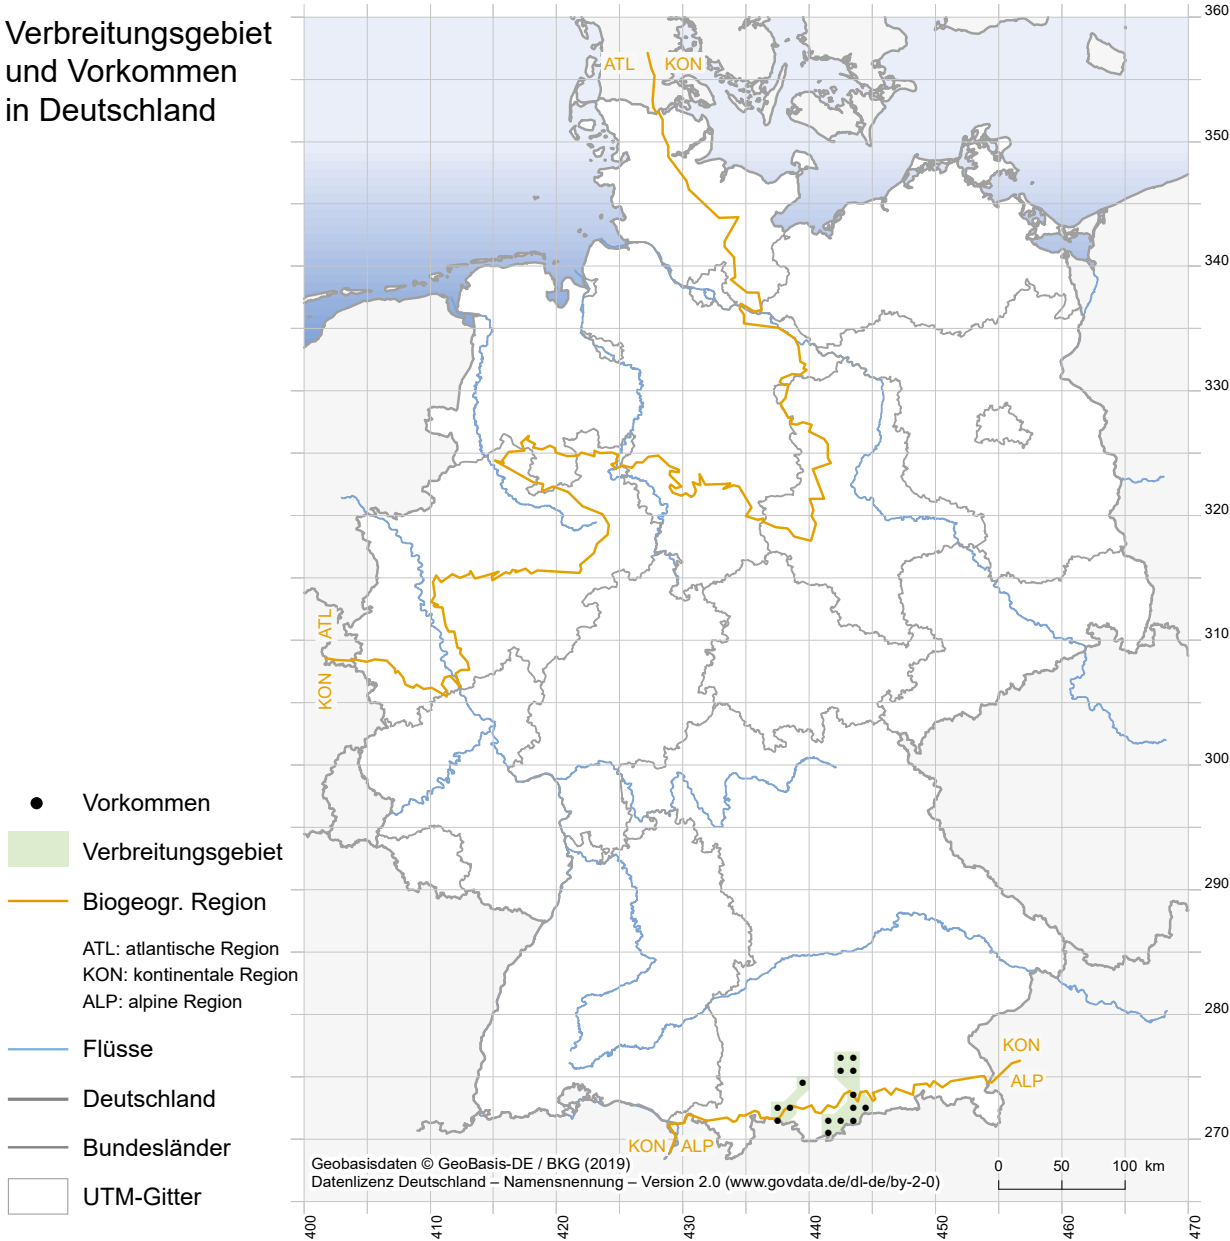 Verbreitungsgebiet
und Vorkommen
in Deutschland
ATL KON
360
350
340
330
320
310
300
290
280
270
ATL
KON
Vorkommen
Verbreitungsgebiet
Biogeogr. Region
ATL: atlantische Region
KON: kontinentale Region
ALP: alpine Region
Flüsse
Deutschland
Bundesländer
UTM-Gitter
KON
ALP
KON ALP
Geobasisdaten © GeoBasis-DE / BKG (2019)
Datenlizenz Deutschland – Namensnennung – Version 2.0 (www.govdata.de/dl-de/by-2-0)
0 50 100 km
400 410 420 430 440 450 460 470